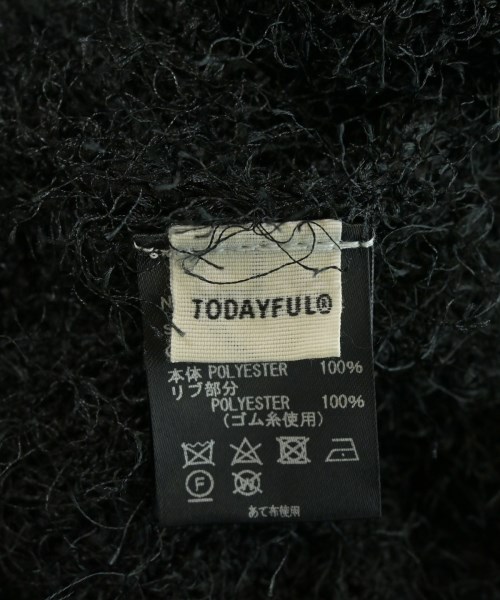 TODAYFUL®
本体 POLYESTER 100%
リブ部分
POLYESTER 100%
(ゴム糸使用)
P W
あて布使用